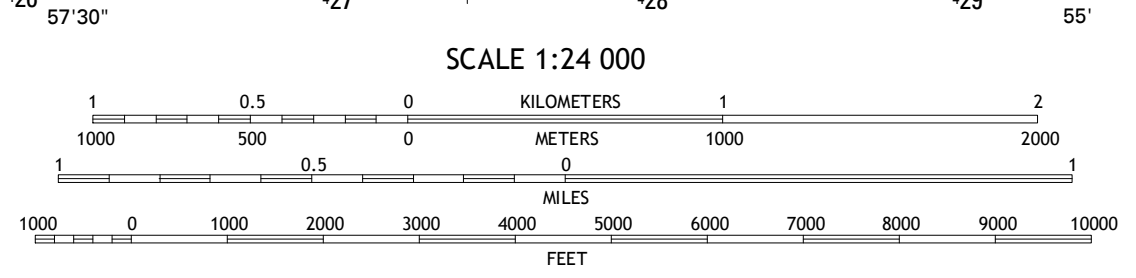 57'30" 55'
SCALE 1:24 000
1 0.5 0 KILOMETERS 1 2
1000 500 0 METERS 1000 2000
1 0.5 0 1
MILES
1000 0 1000 2000 3000 4000 5000 6000 7000 8000 9000 10000
FEET